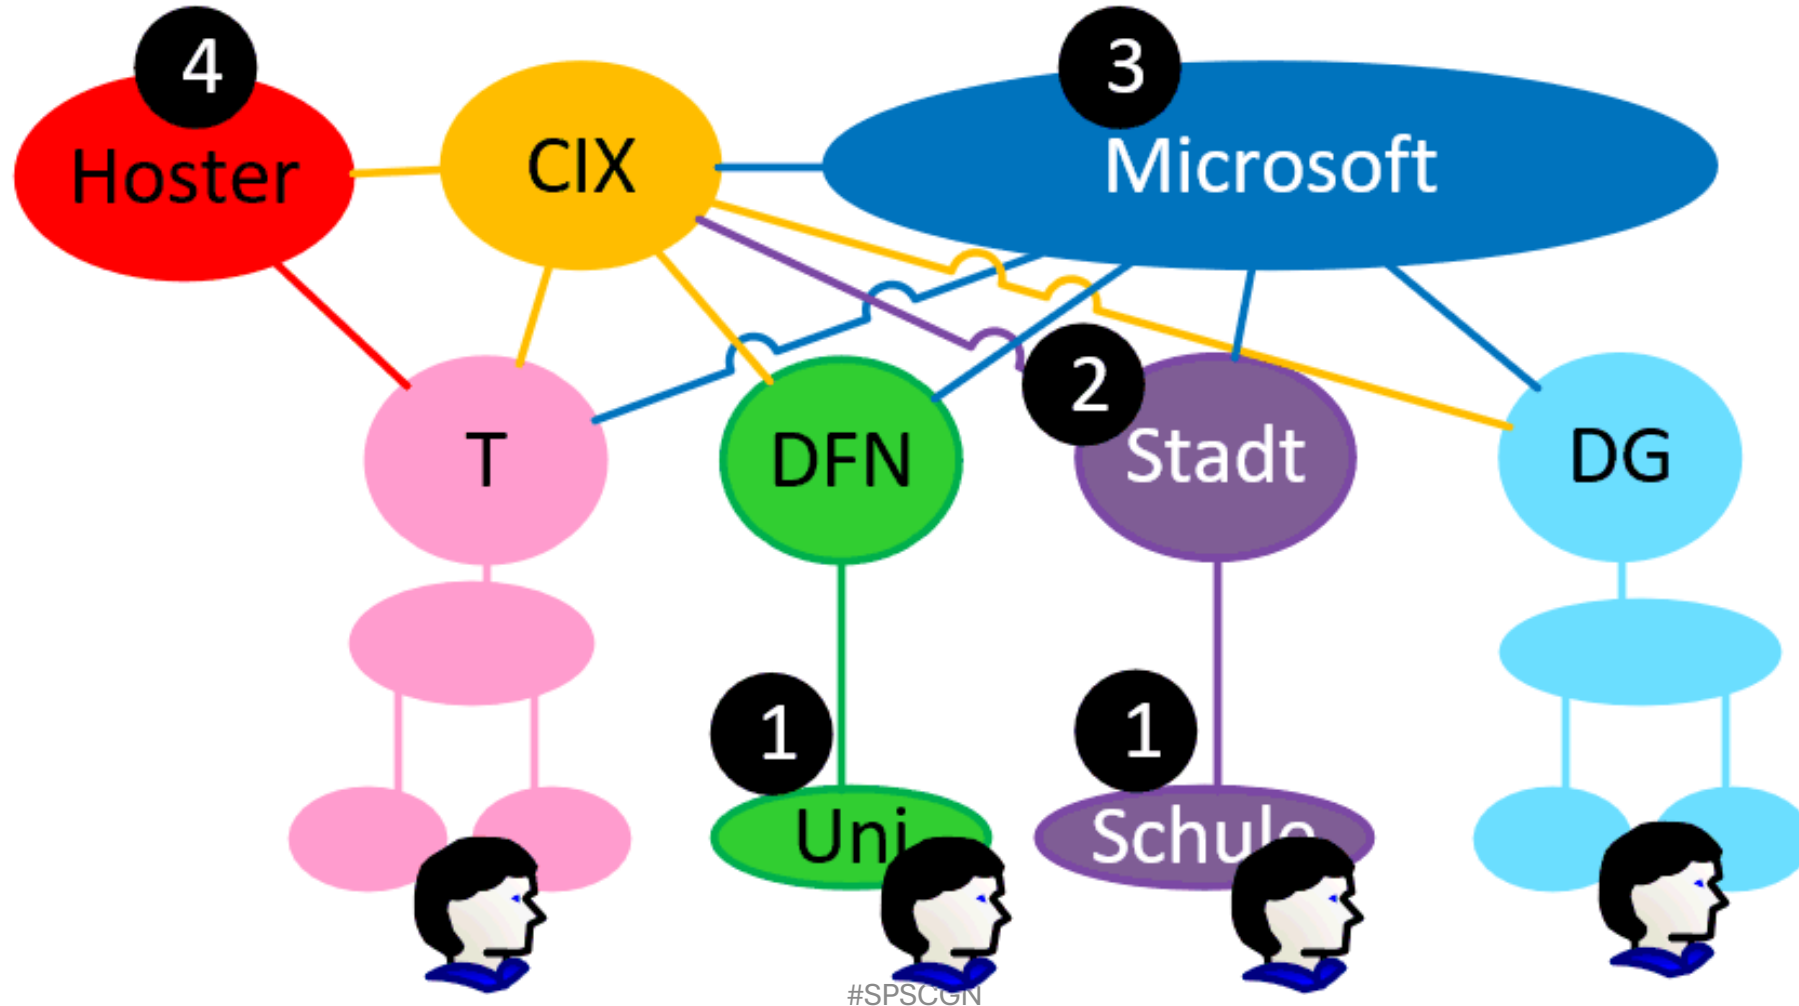 4
3
Hoster
CIX
Microsoft
2
T
DFN
Stadt
DG
1
1
Uni
Schule
#SPSCGN